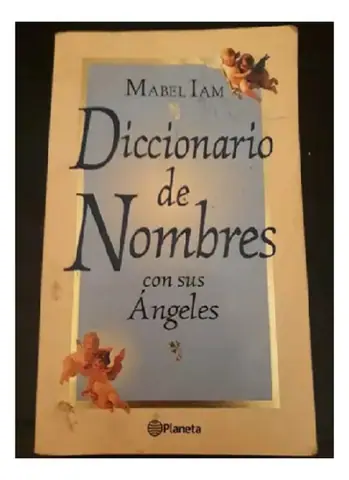 MABEL IAM
Diccionario
de
Nombres
con sus
Ángeles
Planeta